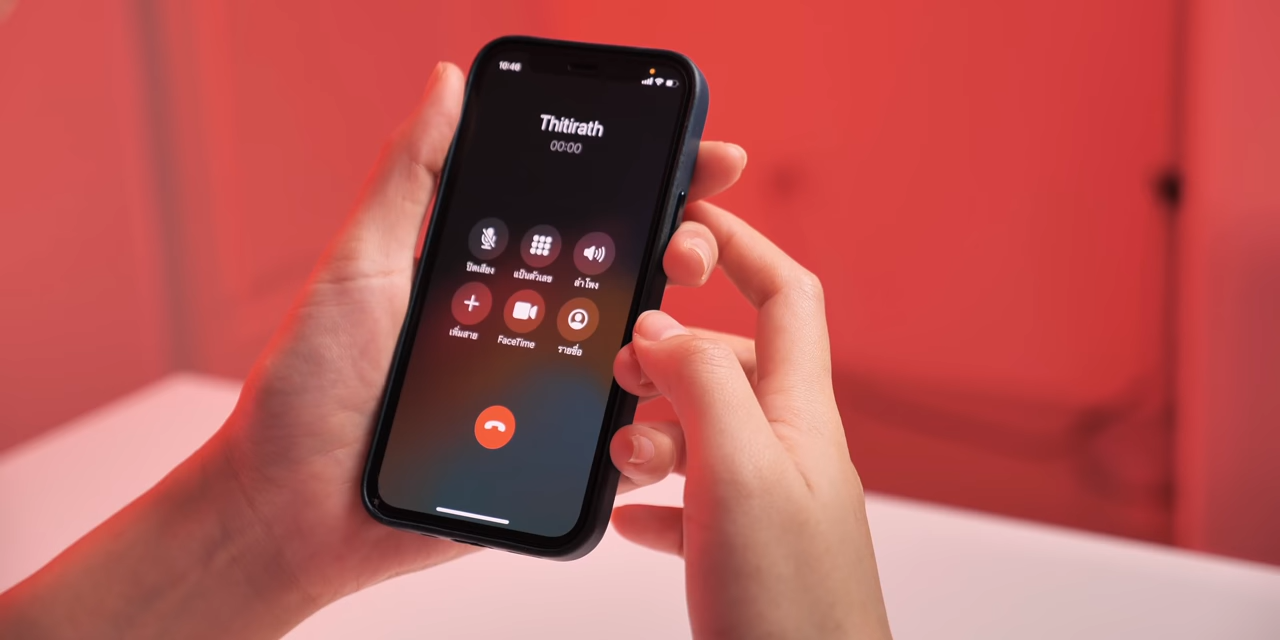 10:46
Thitirath
00:00
ปิดเสียง แป้นตัวเลข ลำโพง
เพิ่มสาย FaceTime รายชื่อ